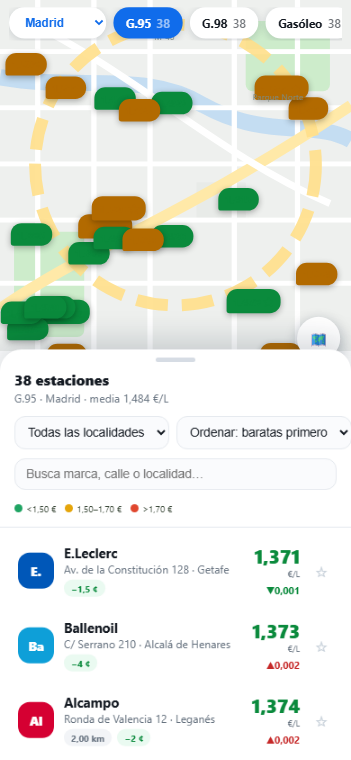 Madrid
G.95 38
G.98 38
Gasóleo 38
38 estaciones
G.95 · Madrid · media 1,484 €/L
Todas las localidades
Ordenar: baratas primero
Busca marca, calle o localidad...
<1,50 €
1,50–1,70 €
>1,70 €
E.
E.Leclerc
Av. de la Constitución 128 · Getafe
−1,5 €
1,371
€/L
▼0,001
☆
Ba
Ballenoil
C/ Serrano 210 · Alcalá de Henares
−4 €
1,373
€/L
▲0,002
☆
Al
Alcampo
Ronda de Valencia 12 · Leganés
2,00 km
−2 €
1,374
€/L
▲0,002
☆